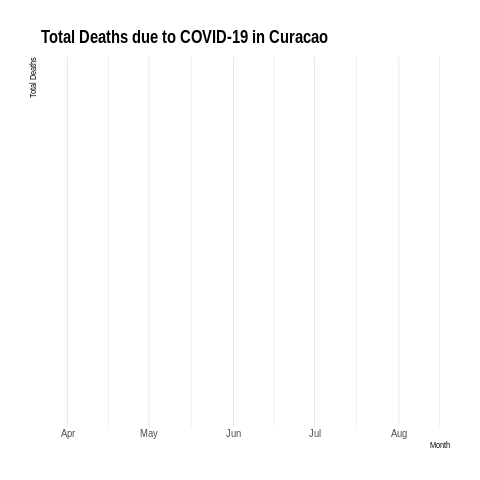 Total Deaths due to COVID-19 in Curacao
Total Deaths
Apr May Jun Jul Aug
Month